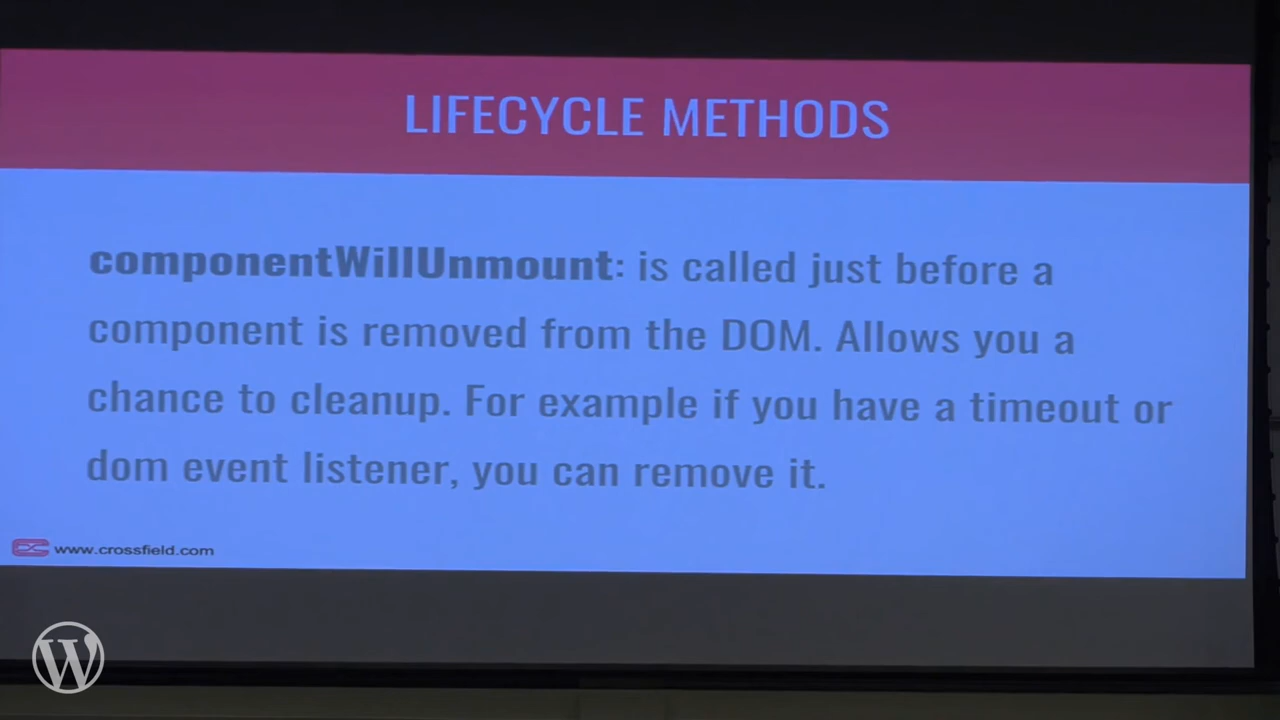 LIFECYCLE METHODS
componentWillUnmount: is called just before a
component is removed from the DOM. Allows you a
chance to cleanup. For example if you have a timeout or
dom event listener, you can remove it.
www.crossfield.com